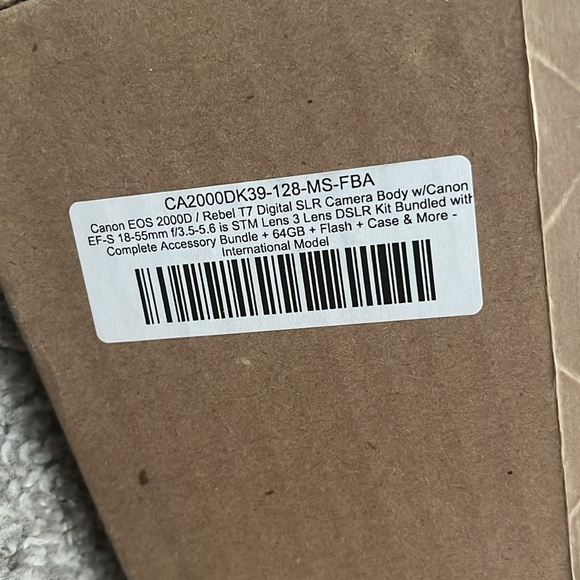 CA2000DK39-128-MS-FBA
Canon EOS 2000D / Rebel T7 Digital SLR Camera Body w/Canon
EF-S 18-55mm f/3.5-5.6 is STM Lens 3 Lens DSLR Kit Bundled with
Complete Accessory Bundle + 64GB + Flash + Case & More -
International Model